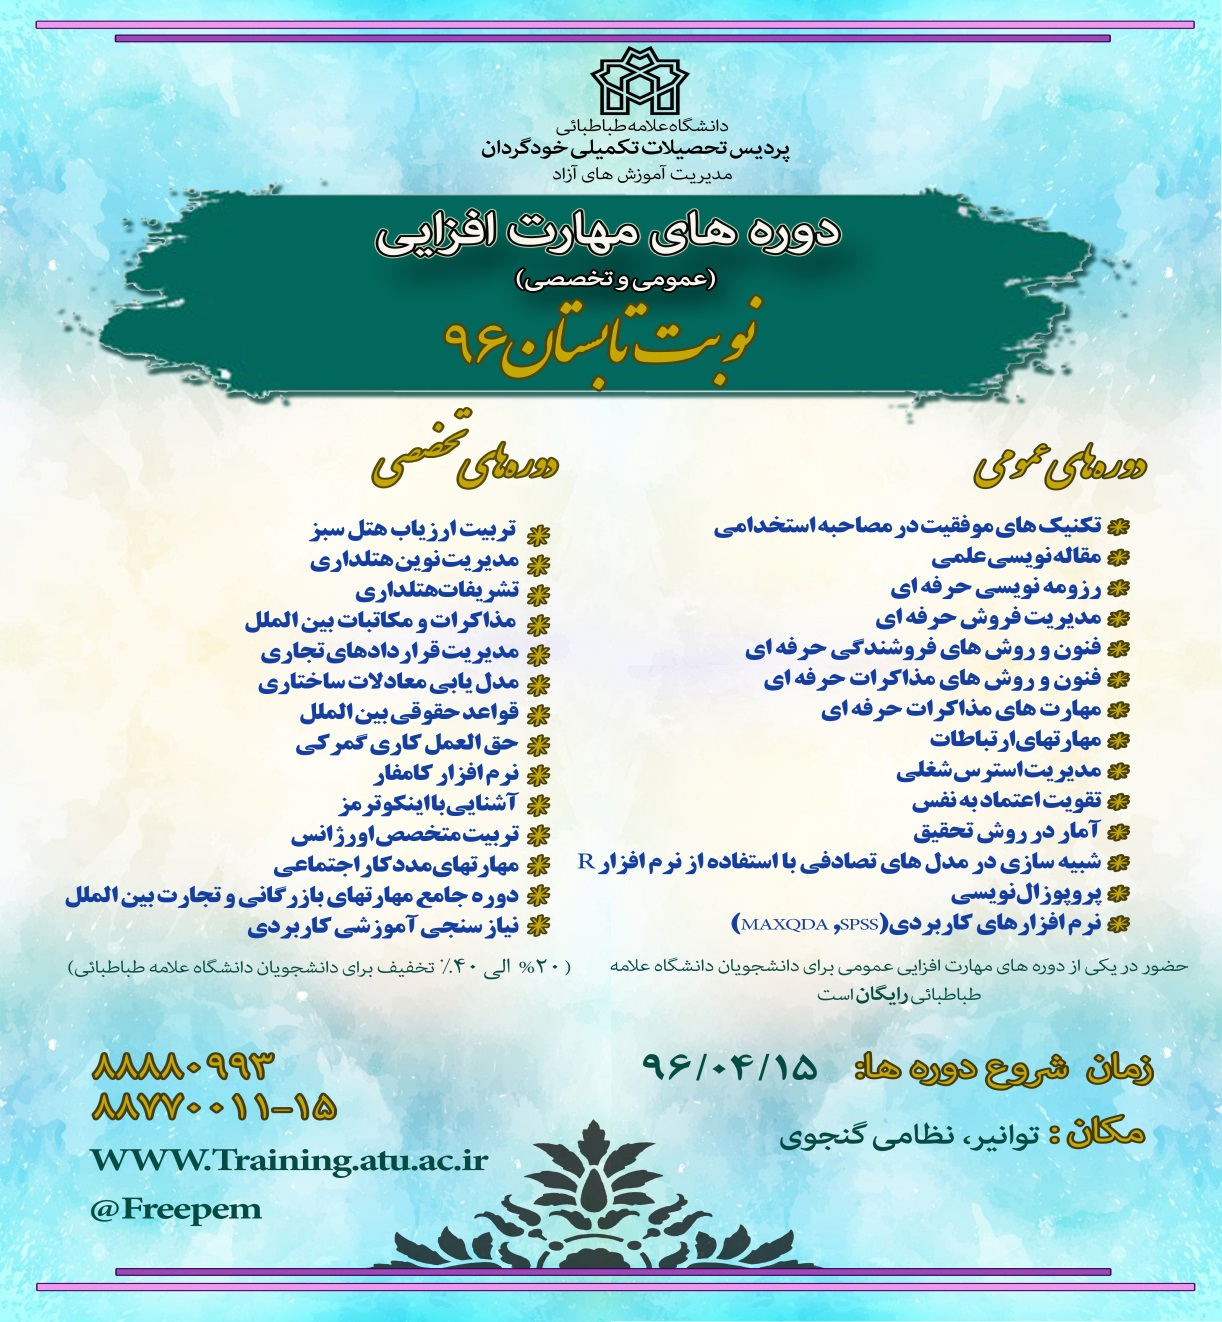 دانشگاه علامه طباطبائی
پردیس تحصیلات تکمیلی خودگردان
مدیریت آموزش های آزاد
دوره های مهارت افزایی
(عمومی و تخصصی)
نوبت تابستان ۹۶
دوره‌های عمومی
تکنیک های موفقیت در مصاحبه استخدامی
مقاله نویسی علمی
رزومه نویسی حرفه ای
مدیریت فروش حرفه ای
فنون و روش های فروشندگی حرفه ای
فنون و روش های مذاکرات حرفه ای
مهارت های مذاکرات حرفه ای
مهارتهای ارتباطات
مدیریت استرس شغلی
تقویت اعتماد به نفس
آمار در روش تحقیق
شبیه سازی در مدل های تصادفی با استفاده از نرم افزار R
پروپوزال نویسی
نرم افزارهای کاربردی (MAXQDA و SPSS)
حضور در یکی از دوره های مهارت افزایی عمومی برای دانشجویان دانشگاه علامه
طباطبائی رایگان است
دوره‌های تخصصی
تربیت ارزیاب هتل سبز
مدیریت نوین هتلداری
تشریفات هتلداری
مذاکرات و مکاتبات بین الملل
مدیریت قراردادهای تجاری
مدل یابی معادلات ساختاری
قواعد حقوقی بین الملل
حق العمل کاری گمرکی
نرم افزار کامفار
آشنایی با اینکوترمز
تربیت متخصص اورژانس
مهارتهای مددکار اجتماعی
دوره جامع مهارتهای بازرگانی و تجارت بین الملل
نیازسنجی آموزشی کاربردی
(۲۰% الی ۴۰٪ تخفیف برای دانشجویان دانشگاه علامه طباطبائی)
زمان شروع دوره ها: ۹۶/۰۴/۱۵
مکان : توانیر، نظامی گنجوی
۸۸۸۸۰۹۹۳
۸۸۷۷۰۰۱۱-۱۵
WWW.Training.atu.ac.ir
@Freepem